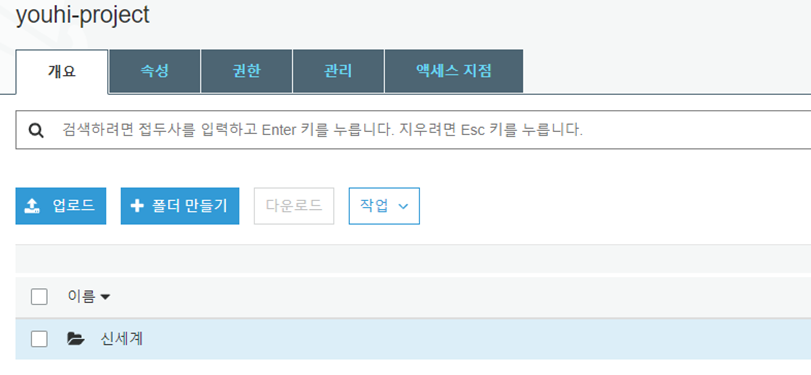 youhi-project
개요 속성 권한 관리 액세스 지점
검색하려면 접두사를 입력하고 Enter 키를 누릅니다. 지우려면 Esc 키를 누릅니다.
업로드 폴더 만들기 다운로드 작업
이름
신세계